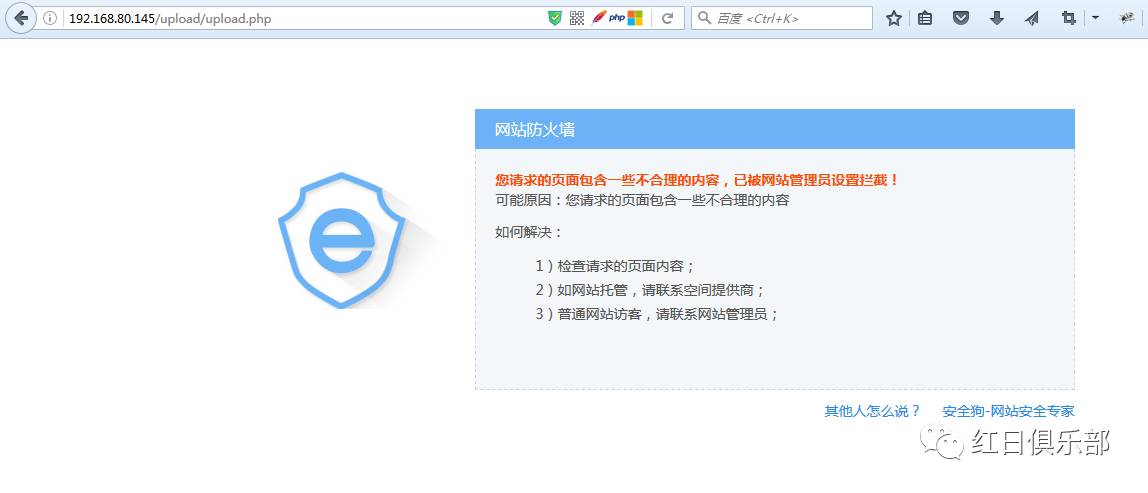 192.168.80.145/upload/upload.php
php
百度 <Ctrl+K>
网站防火墙
您请求的页面包含一些不合理的内容，已被网站管理员设置拦截！
可能原因：您请求的页面包含一些不合理的内容
如何解决：
1）检查请求的页面内容；
2）如网站托管，请联系空间提供商；
3）普通网站访客，请联系网站管理员；
其他人怎么说？ 安全狗-网站安全专家
红日俱乐部